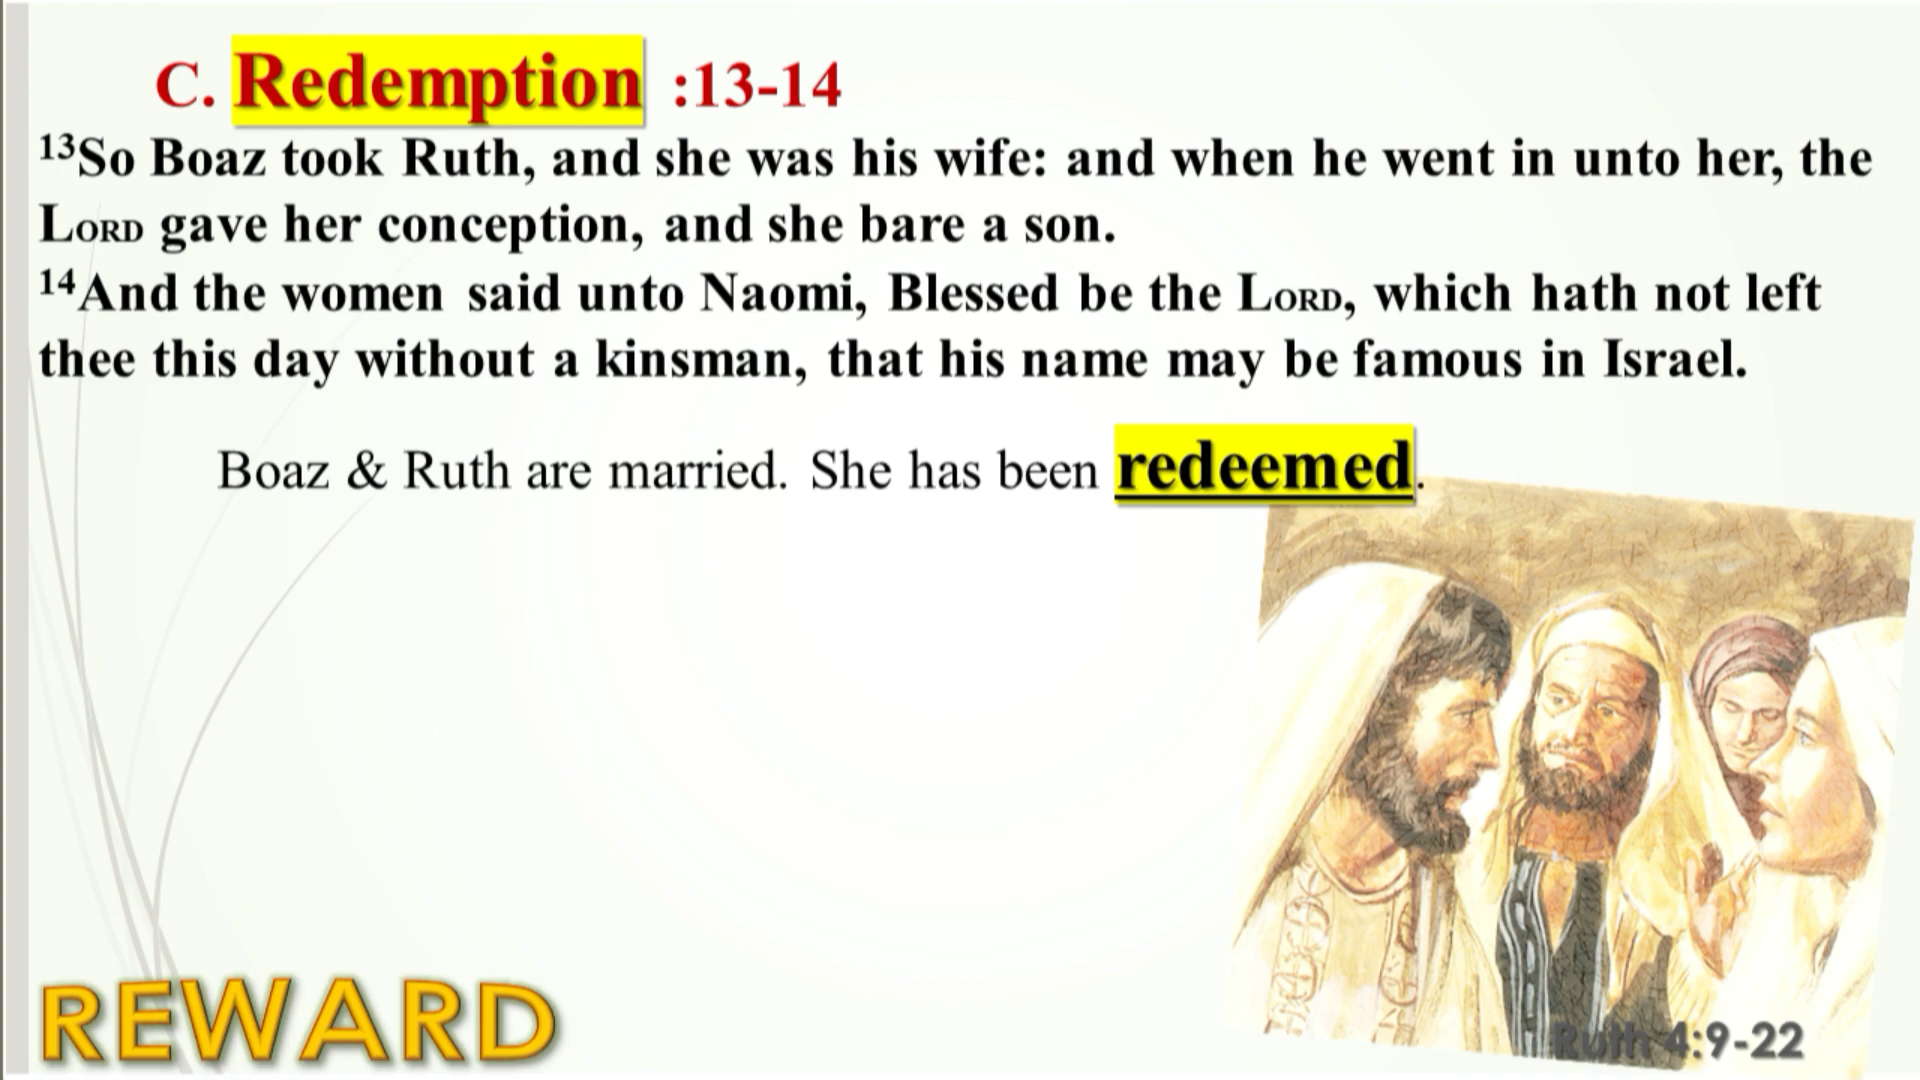 C. Redemption :13-14
¹³So Boaz took Ruth, and she was his wife: and when he went in unto her, the
LORD gave her conception, and she bare a son.
¹⁴And the women said unto Naomi, Blessed be the LORD, which hath not left
thee this day without a kinsman, that his name may be famous in Israel.
Boaz & Ruth are married. She has been redeemed.
REWARD
Ruth 4:9-22